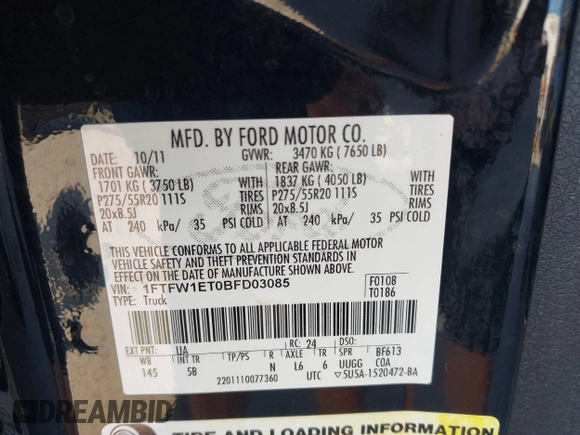 MFD. BY FORD MOTOR CO.
DATE: 10/11 GVWR: 3470 KG (7650 LB)
FRONT GAWR: REAR GAWR:
1701 KG (3750 LB) WITH 1837 KG (4050 LB) WITH
P275/55R20 111S TIRES P275/55R20 111S TIRES
20x8.5J RIMS 20x8.5J RIMS
AT 240 kPa/ 35 PSI COLD AT 240 kPa/ 35 PSI COLD
THIS VEHICLE CONFORMS TO ALL APPLICABLE FEDERAL MOTOR
VEHICLE SAFETY AND THEFT PREVENTION STANDARDS IN EFFECT
ON THE DATE OF MANUFACTURE SHOWN ABOVE.
VIN: 1FTFW1ET0BFD03085 F0108
TYPE: Truck T0186
EXT PNT: UA RC: 24 DSO:
WB INT TR TP/PS R AXLE TR SPR BF613
145 5B N L6 6 UUGG COA
2201110077360 UTC ▽5U5A-1520472-BA
TIRE AND LOADING INFORMATION
DREAMBID